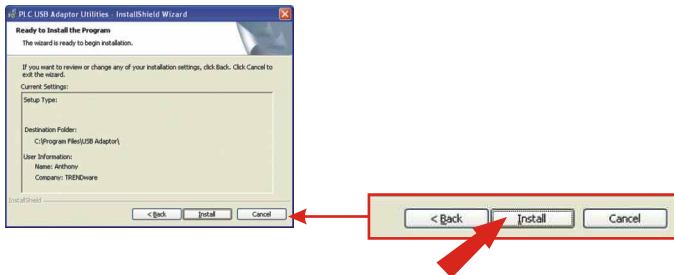 PLC USB Adaptor Utilities - InstallShield Wizard
Ready to Install the Program
The wizard is ready to begin installation.
If you want to review or change any of your installation settings, click Back. Click Cancel to
exit the wizard.
Current Settings:
Setup Type:
Destination Folder:
C:\Program Files\USB Adaptor\
User Information:
Name: Anthony
Company: TRENDware
InstallShield
< Back Install Cancel
< Back Install Cancel